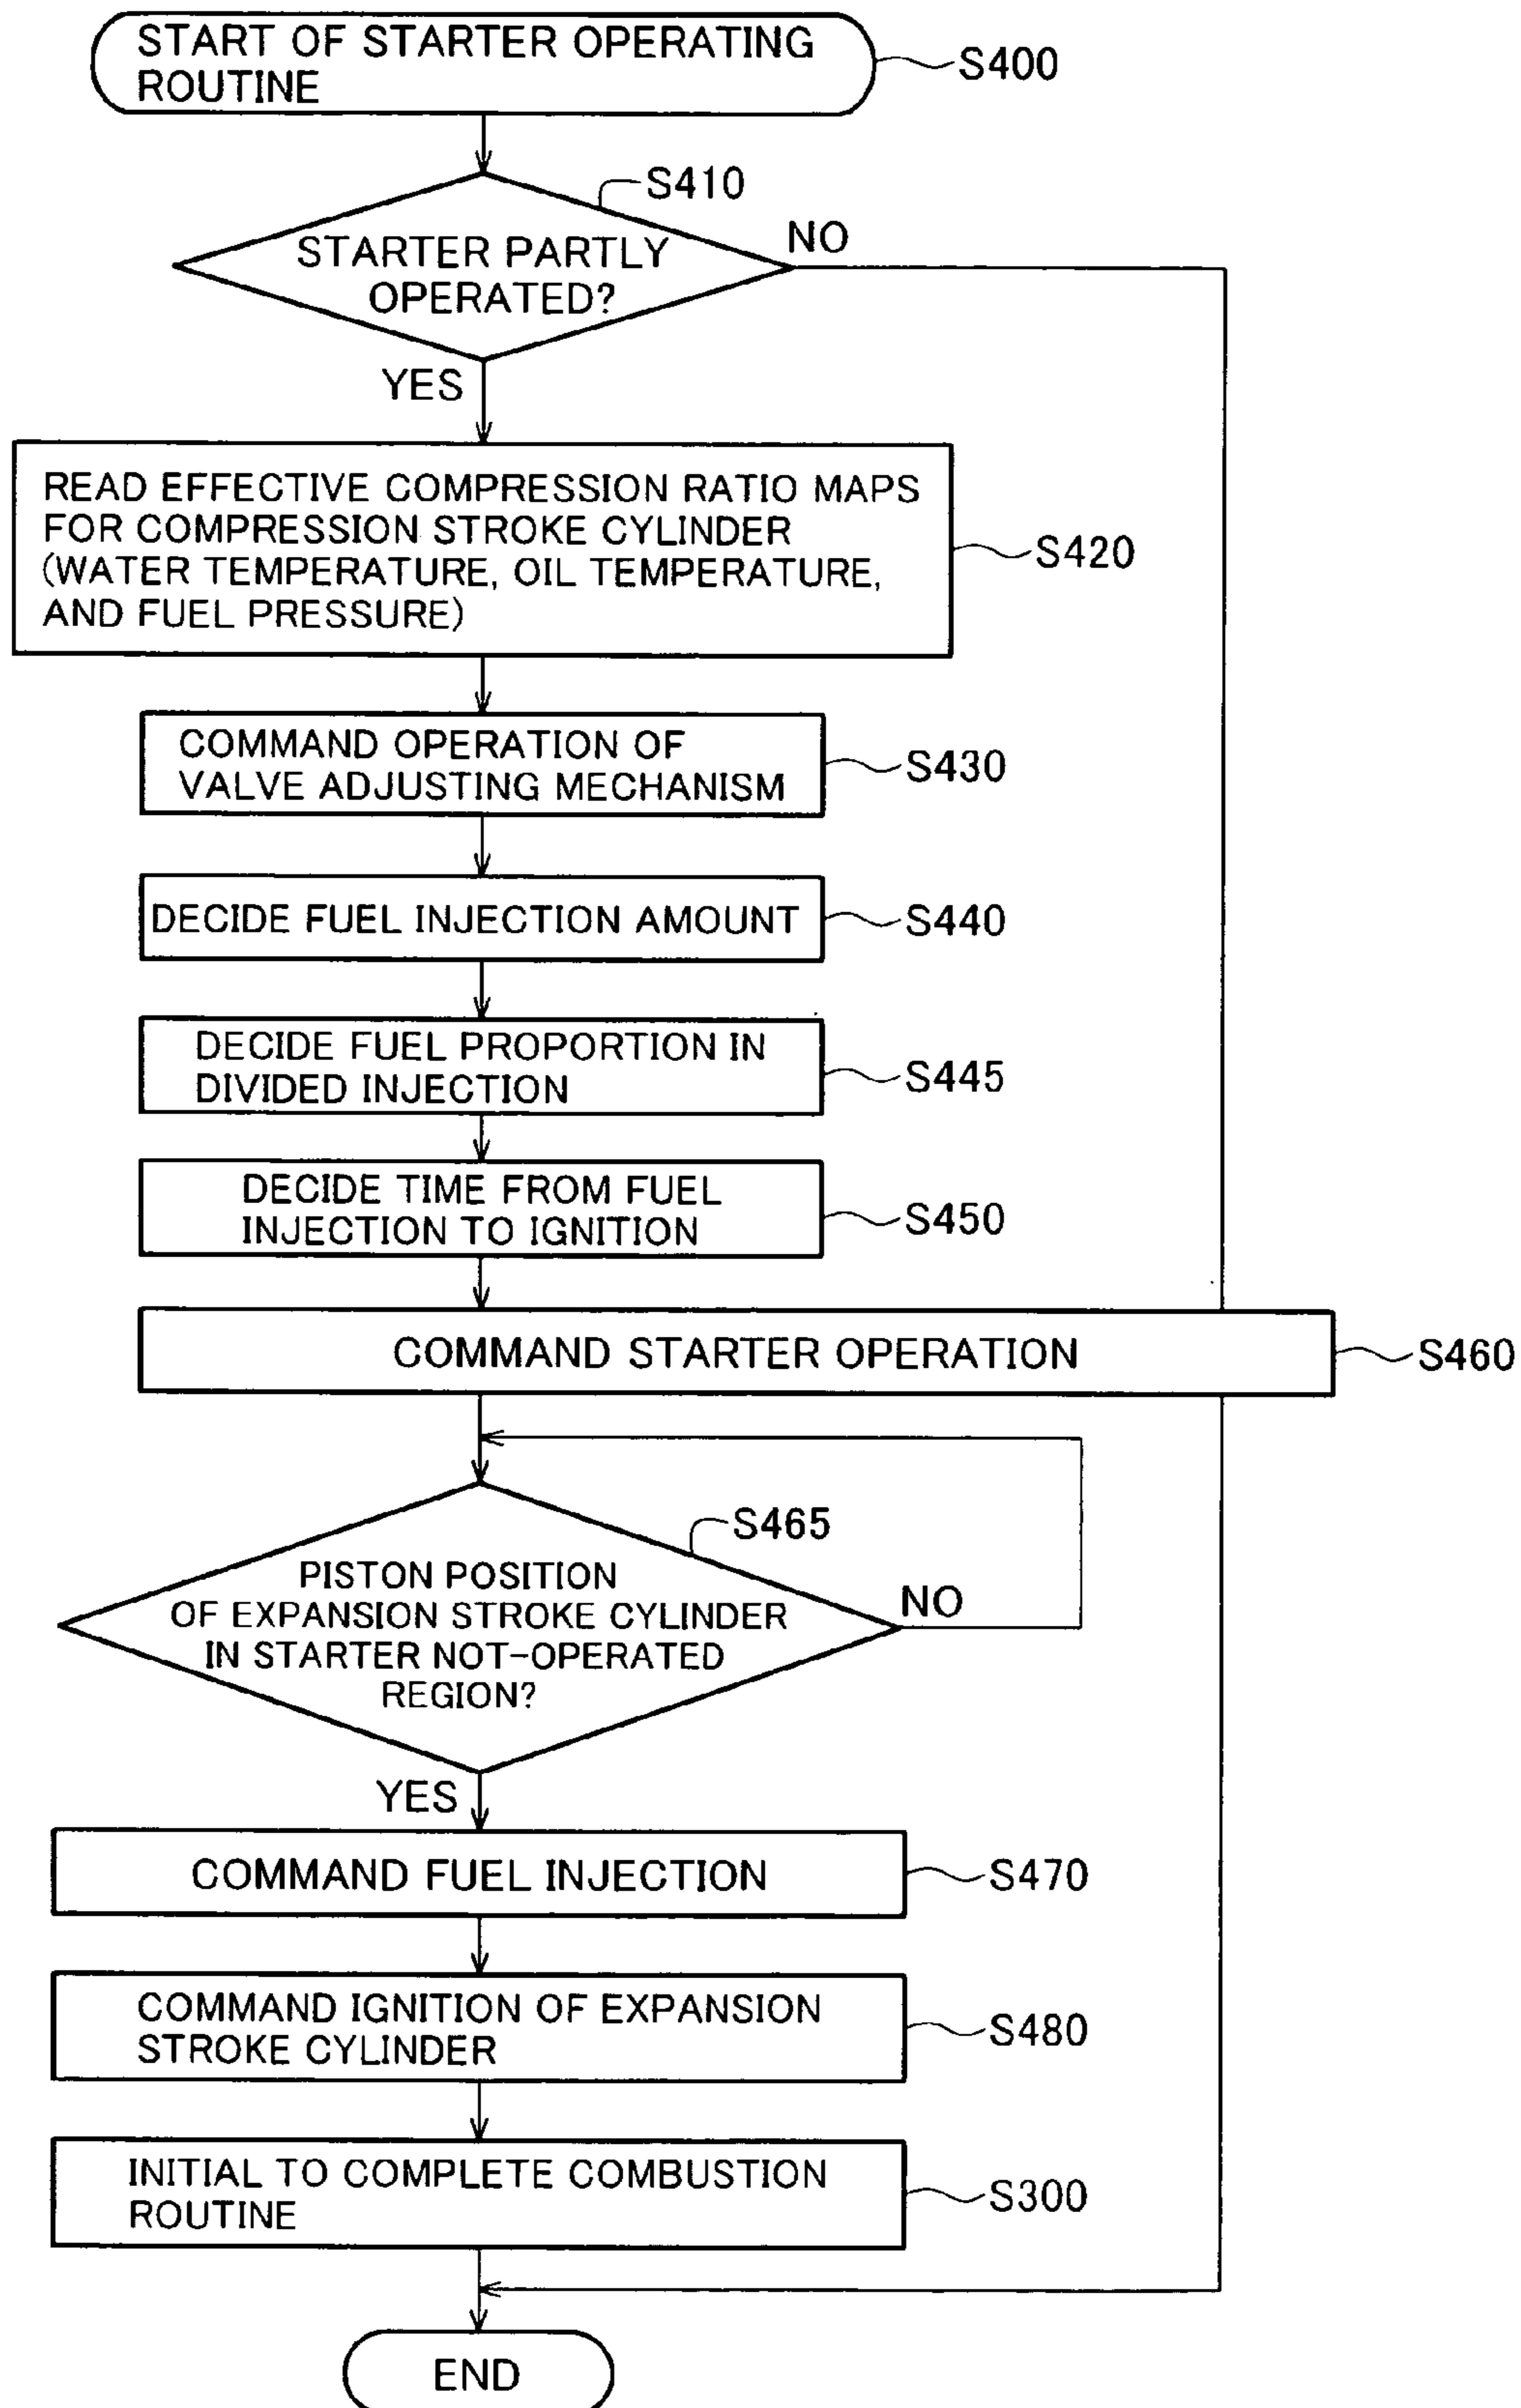 START OF STARTER OPERATING
ROUTINE
S400
S410
STARTER PARTLY
OPERATED?
NO
YES
READ EFFECTIVE COMPRESSION RATIO MAPS
FOR COMPRESSION STROKE CYLINDER
(WATER TEMPERATURE, OIL TEMPERATURE,
AND FUEL PRESSURE)
S420
COMMAND OPERATION OF
VALVE ADJUSTING MECHANISM
S430
DECIDE FUEL INJECTION AMOUNT
S440
DECIDE FUEL PROPORTION IN
DIVIDED INJECTION
S445
DECIDE TIME FROM FUEL
INJECTION TO IGNITION
S450
COMMAND STARTER OPERATION
S460
S465
PISTON POSITION
OF EXPANSION STROKE CYLINDER
IN STARTER NOT-OPERATED
REGION?
NO
YES
COMMAND FUEL INJECTION
S470
COMMAND IGNITION OF EXPANSION
STROKE CYLINDER
S480
INITIAL TO COMPLETE COMBUSTION
ROUTINE
S300
END